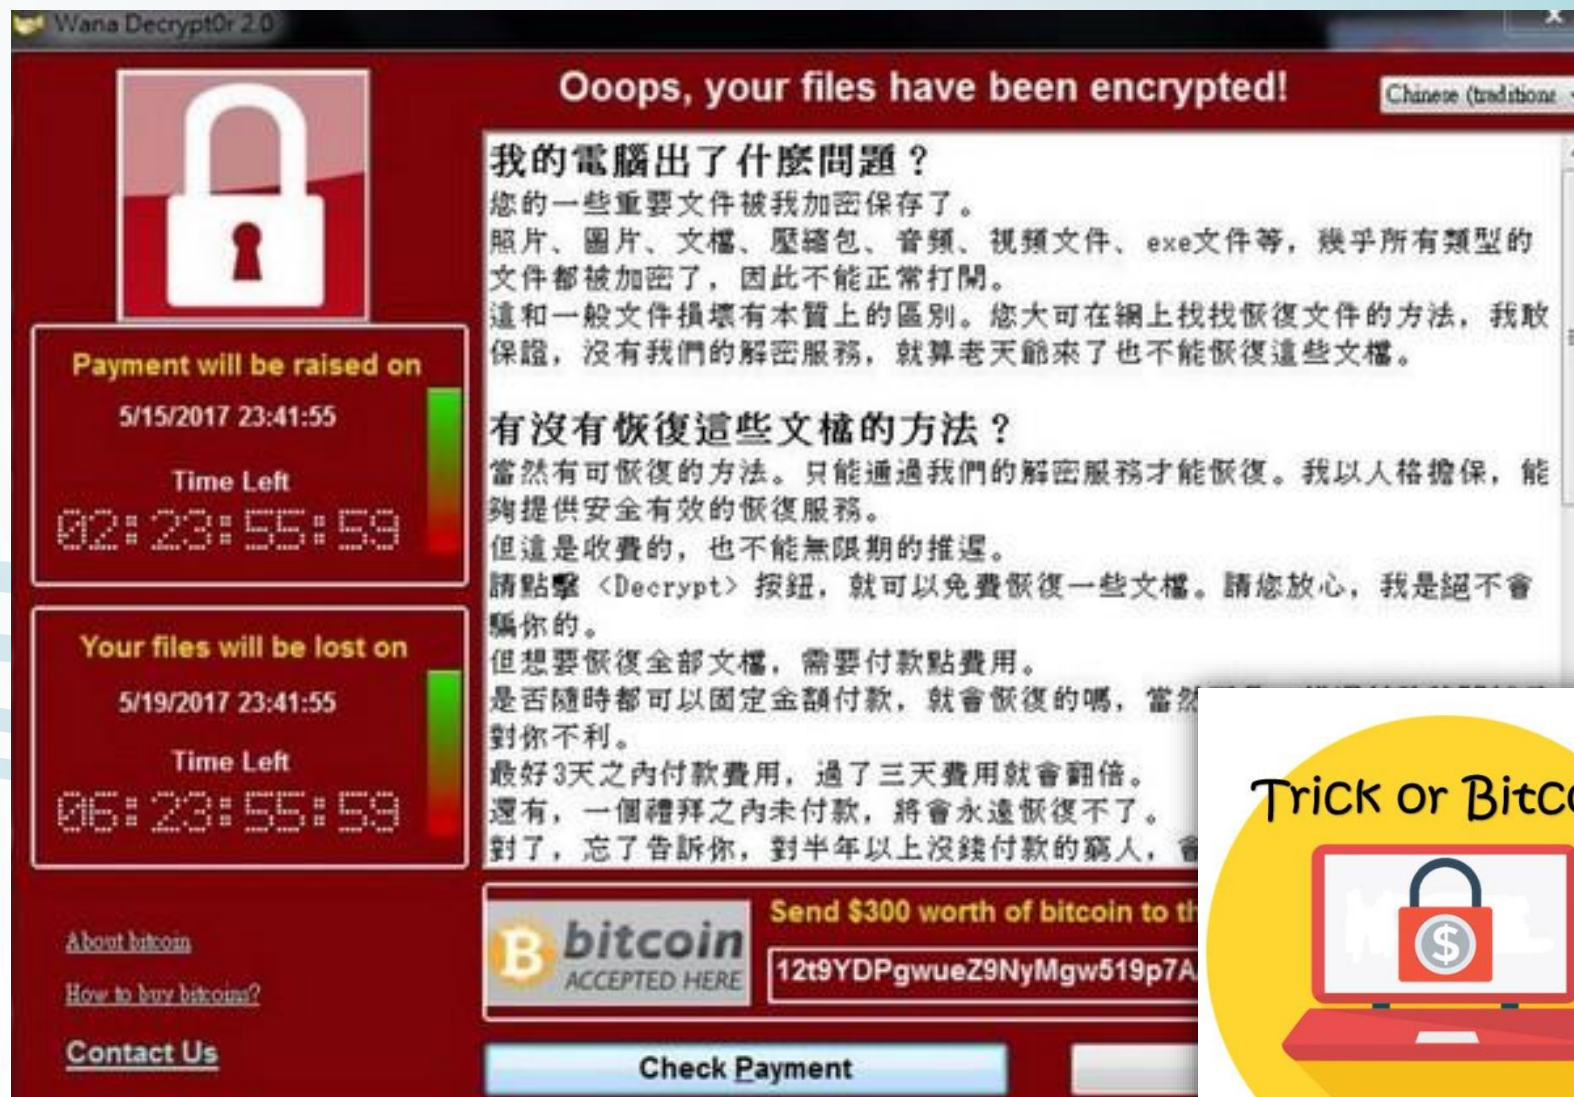 Wana Decrypt0r 2.0
Ooops, your files have been encrypted!
Chinese (traditiona
Payment will be raised on
5/15/2017 23:41:55
Time Left
02:23:55:59
Your files will be lost on
5/19/2017 23:41:55
Time Left
06:23:55:59
About bitcoin
How to buy bitcoins?
Contact Us
我的電腦出了什麼問題？
您的一些重要文件被我加密保存了。
照片、圖片、文檔、壓縮包、音頻、視頻文件、exe文件等，幾乎所有類型的
文件都被加密了，因此不能正常打開。
這和一般文件損壞有本質上的區別。您大可在網上找找恢復文件的方法，我敢
保證，沒有我們的解密服務，就算老天爺來了也不能恢復這些文檔。
有沒有恢復這些文檔的方法？
當然有可恢復的方法。只能通過我們的解密服務才能恢復。我以人格擔保，能
夠提供安全有效的恢復服務。
但這是收費的，也不能無限期的推遲。
請點擊 <Decrypt> 按鈕，就可以免費恢復一些文檔。請您放心，我是絕不會
騙你的。
但想要恢復全部文檔，需要付款點費用。
是否隨時都可以固定金額付款，就會恢復的嗎，當然
對你不利。
最好3天之內付款費用，過了三天費用就會翻倍。
還有，一個禮拜之內未付款，將會永遠恢復不了。
對了，忘了告訴你，對半年以上沒錢付款的窮人，會
bitcoin
ACCEPTED HERE
Send $300 worth of bitcoin to th
12t9YDPgwueZ9NyMgw519p7A
Check Payment
Trick or Bitco